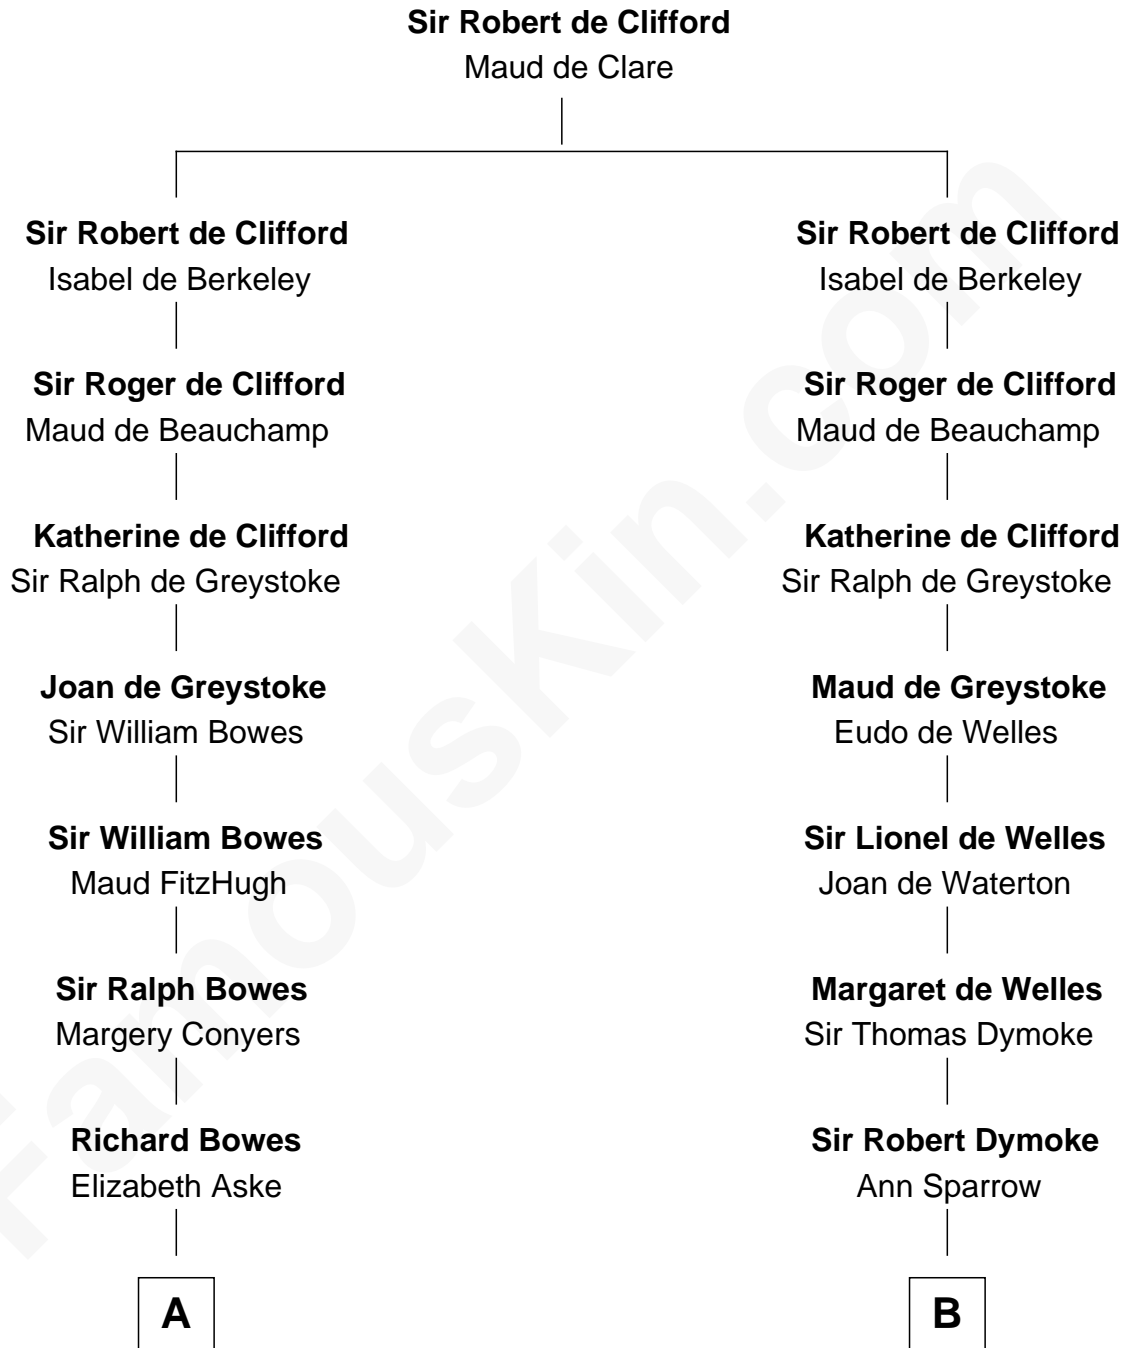 Sir Robert de Clifford
Maud de Clare
Sir Robert de Clifford
Isabel de Berkeley
Sir Roger de Clifford
Maud de Beauchamp
Katherine de Clifford
Sir Ralph de Greystoke
Joan de Greystoke
Sir William Bowes
Sir William Bowes
Maud FitzHugh
Sir Ralph Bowes
Margery Conyers
Richard Bowes
Elizabeth Aske
A
Sir Robert de Clifford
Isabel de Berkeley
Sir Roger de Clifford
Maud de Beauchamp
Katherine de Clifford
Sir Ralph de Greystoke
Maud de Greystoke
Eudo de Welles
Sir Lionel de Welles
Joan de Waterton
Margaret de Welles
Sir Thomas Dymoke
Sir Robert Dymoke
Ann Sparrow
B
FamousKin.com